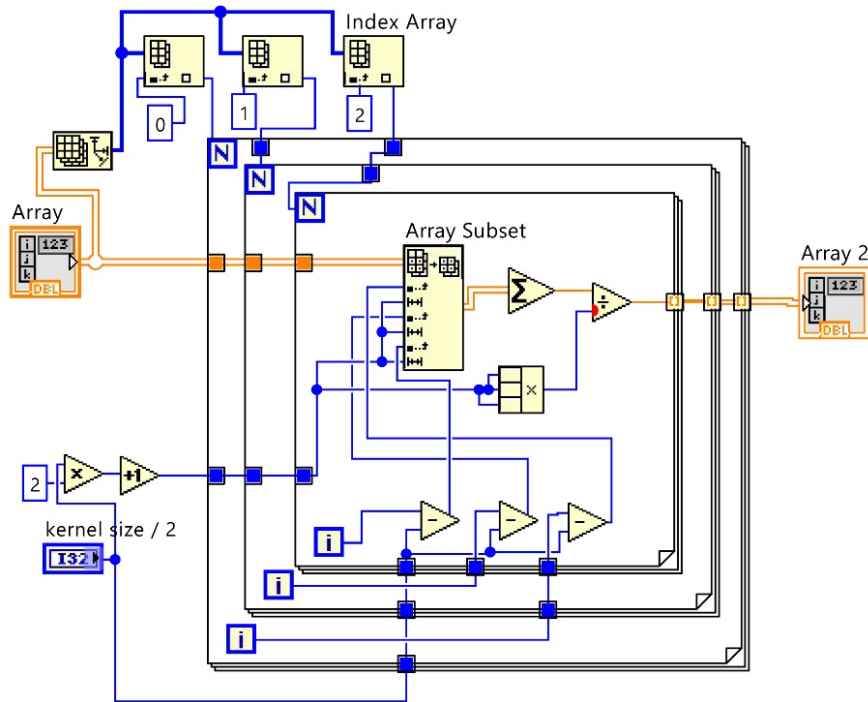 Index Array
0
1
2
N
N
N
Array
i
j
k
123
DBL
Array Subset
Σ
÷
Array 2
i
j
k
123
DBL
×
2
×
+1
kernel size / 2
I32
-
-
-
i
i
i